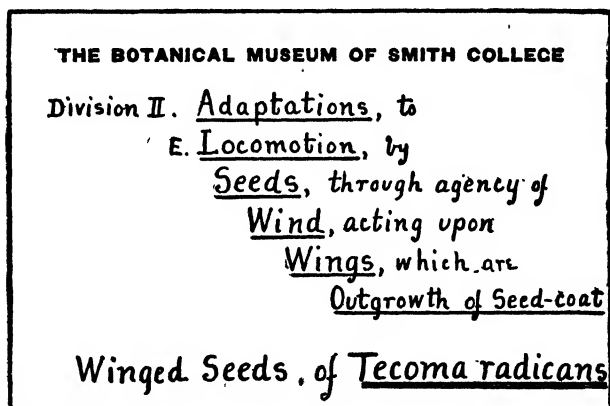 THE BOTANICAL MUSEUM OF SMITH COLLEGE
Division II. Adaptations, to
E. Locomotion, by
Seeds, through agency of
Wind, acting upon
Wings, which are
Outgrowth of Seed-coat
Winged Seeds, of Tecoma radicans